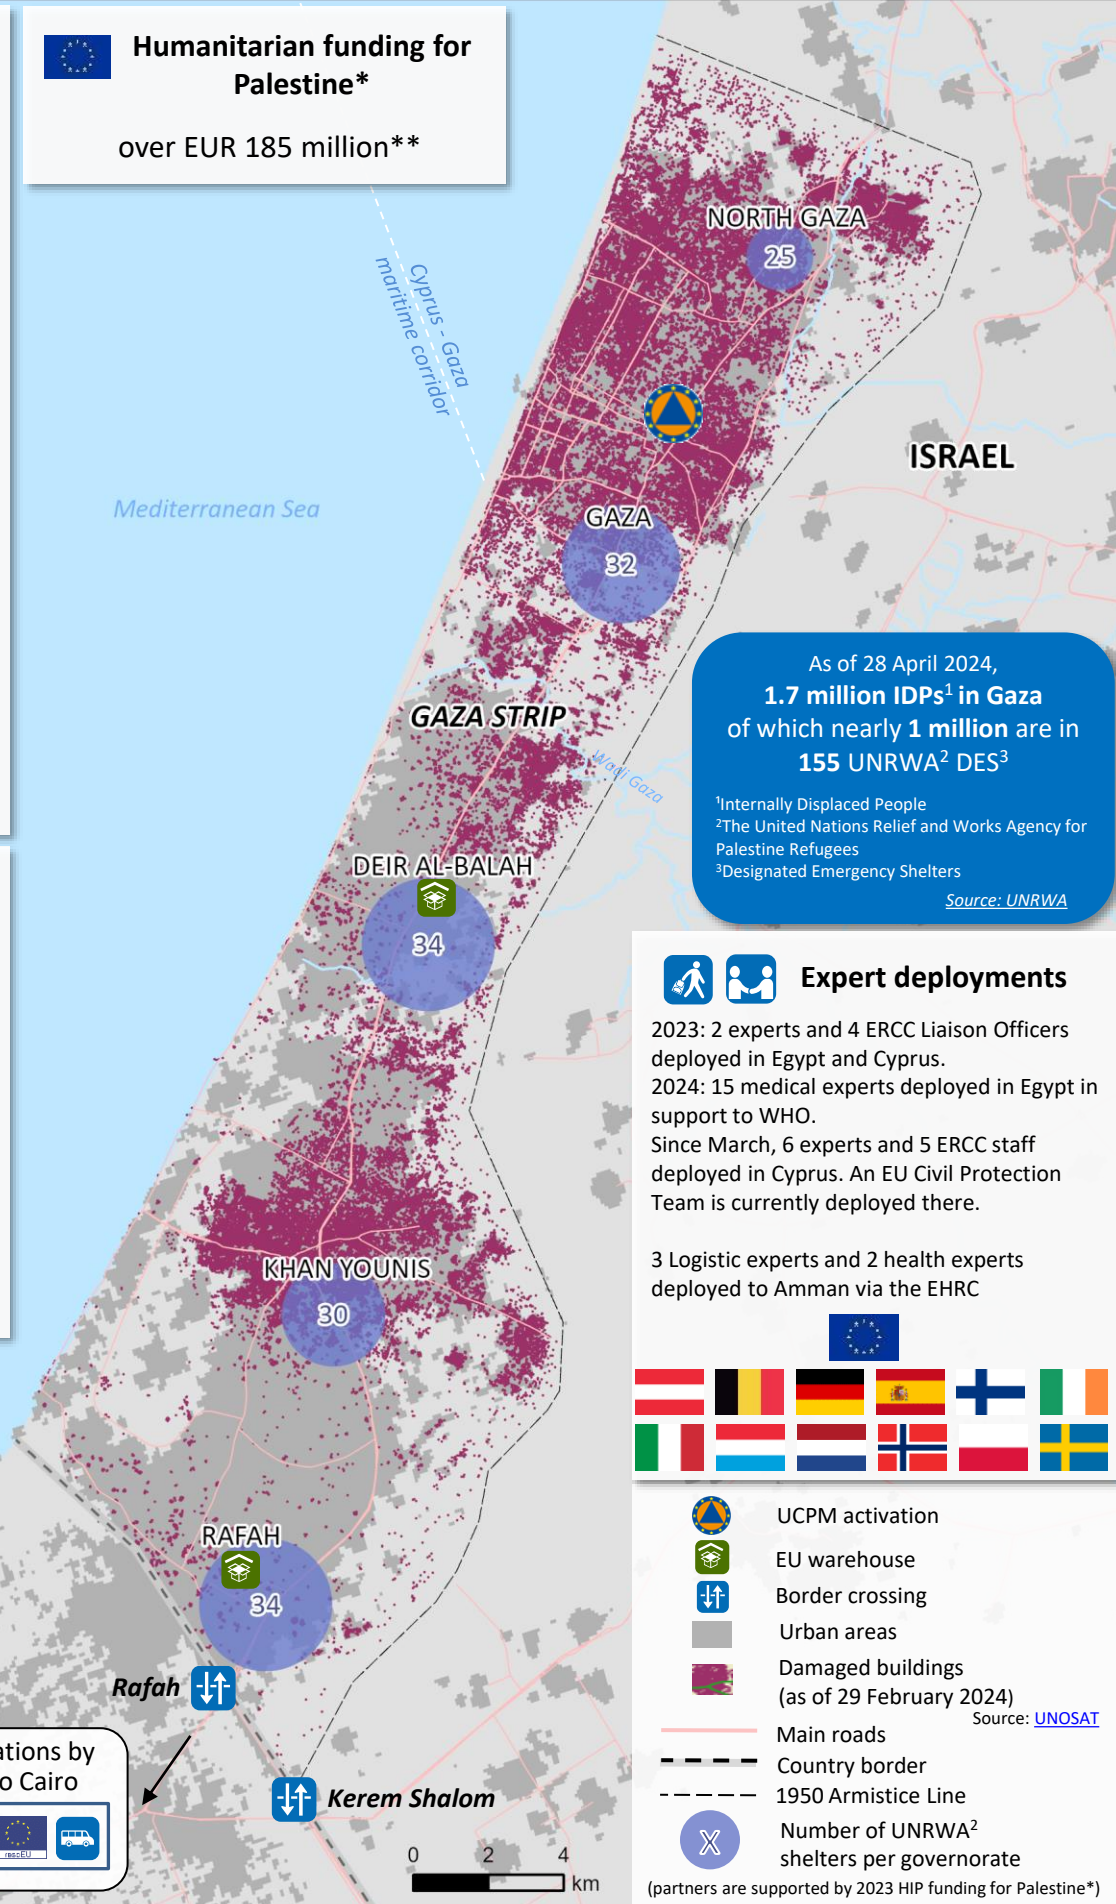 Humanitarian funding for
Palestine*
over EUR 185 million**
NORTH GAZA
25
Cyprus - Gaza
maritime corridor
ISRAEL
Mediterranean Sea
GAZA
32
As of 28 April 2024,
1.7 million IDPs¹ in Gaza
of which nearly 1 million are in
155 UNRWA² DES³
¹Internally Displaced People
²The United Nations Relief and Works Agency for
Palestine Refugees
³Designated Emergency Shelters
Source: UNRWA
GAZA STRIP
Wadi Gaza
DEIR AL-BALAH
34
Expert deployments
2023: 2 experts and 4 ERCC Liaison Officers
deployed in Egypt and Cyprus.
2024: 15 medical experts deployed in Egypt in
support to WHO.
Since March, 6 experts and 5 ERCC staff
deployed in Cyprus. An EU Civil Protection
Team is currently deployed there.
3 Logistic experts and 2 health experts
deployed to Amman via the EHRC
KHAN YOUNIS
30
RAFAH
34
Rafah
Kerem Shalom
ations by
o Cairo
rescEU
0 2 4
km
UCPM activation
EU warehouse
Border crossing
Urban areas
Damaged buildings
(as of 29 February 2024)
Source: UNOSAT
Main roads
Country border
1950 Armistice Line
X
Number of UNRWA²
shelters per governorate
(partners are supported by 2023 HIP funding for Palestine*)